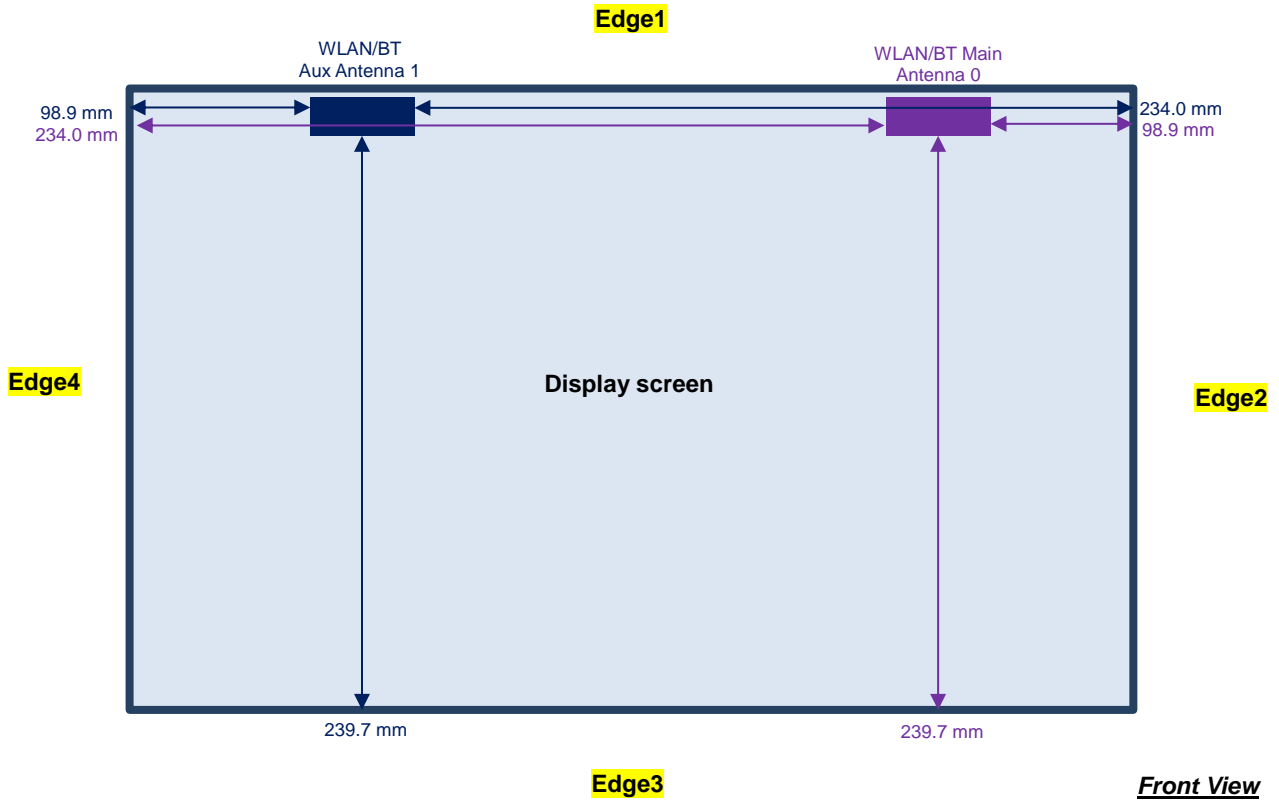 Edge1
WLAN/BT
Aux Antenna 1
WLAN/BT Main
Antenna 0
98.9 mm
234.0 mm
234.0 mm
98.9 mm
Edge4
Display screen
Edge2
239.7 mm
239.7 mm
Edge3
Front View